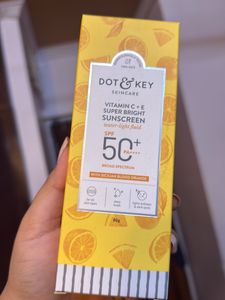 DOT & KEY
SKINCARE
VITAMIN C + E
SUPER BRIGHT
SUNSCREEN
water-light fluid
SPF
50+
PA++++
BROAD SPECTRUM
WITH SICILIAN BLOOD ORANGE